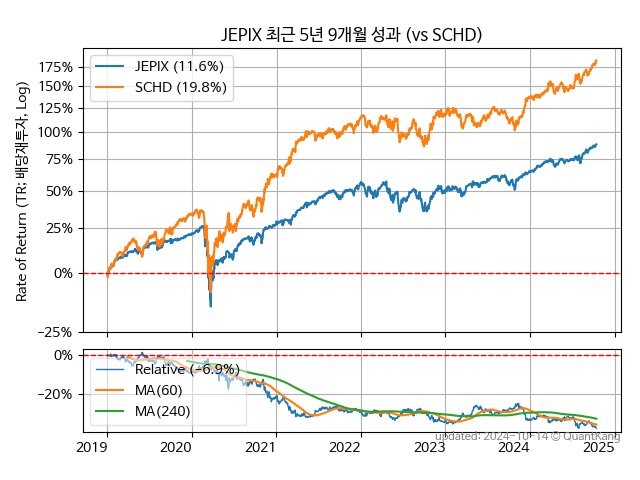 JEPIX 최근 5년 9개월 성과 (vs SCHD)
JEPIX (11.6%)
SCHD (19.8%)
175%
150%
125%
100%
75%
50%
25%
0%
−25%
Rate of Return (TR: 배당재투자, Log)
0%
−20%
Relative (−6.9%)
MA(60)
MA(240)
updated: 2024-10-14 © QuantKang
2019 2020 2021 2022 2023 2024 2025